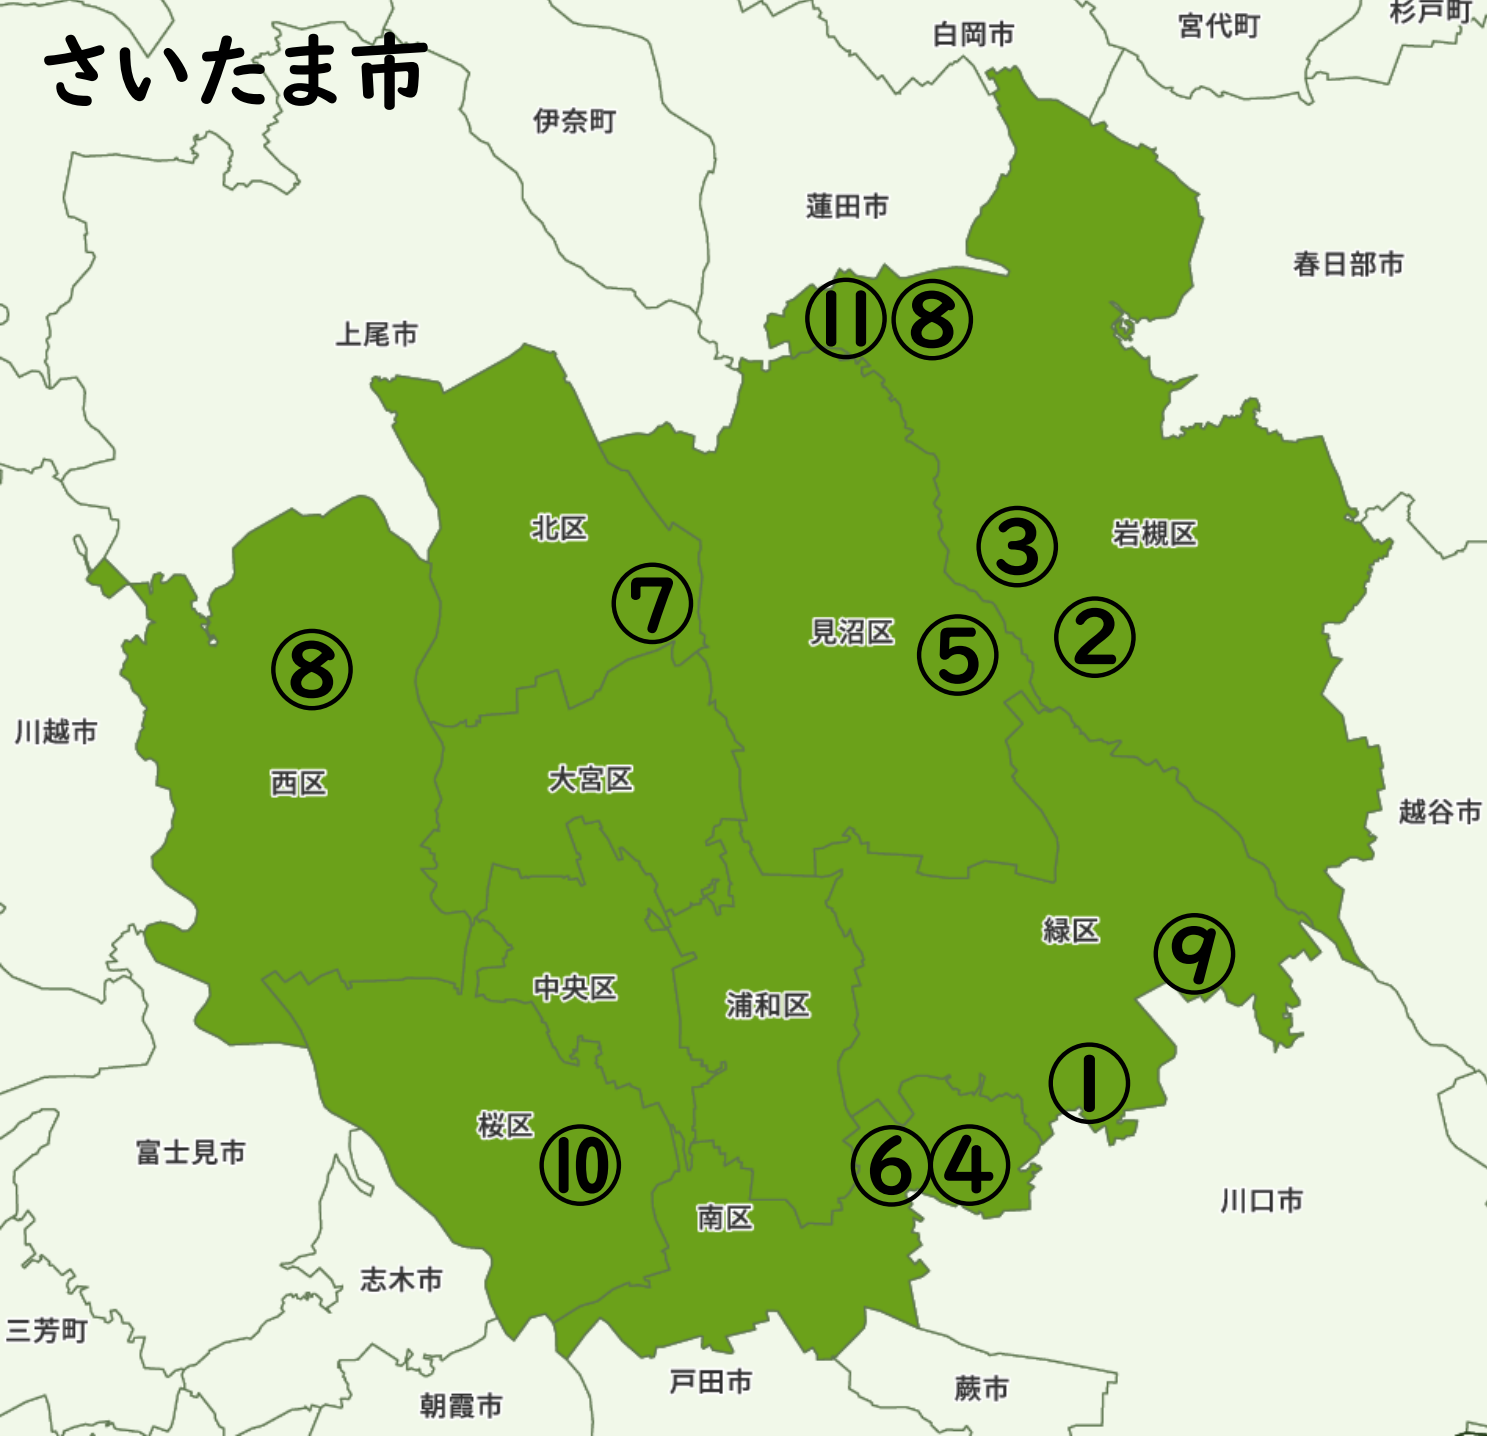 さいたま市
白岡市
宮代町
杉戸町
伊奈町
蓮田市
春日部市
上尾市
⑪
⑧
北区
③
岩槻区
⑦
見沼区
⑤
②
⑧
川越市
西区
大宮区
越谷市
緑区
⑨
中央区
浦和区
①
桜区
⑩
⑥
④
富士見市
南区
川口市
志木市
三芳町
戸田市
蕨市
朝霞市